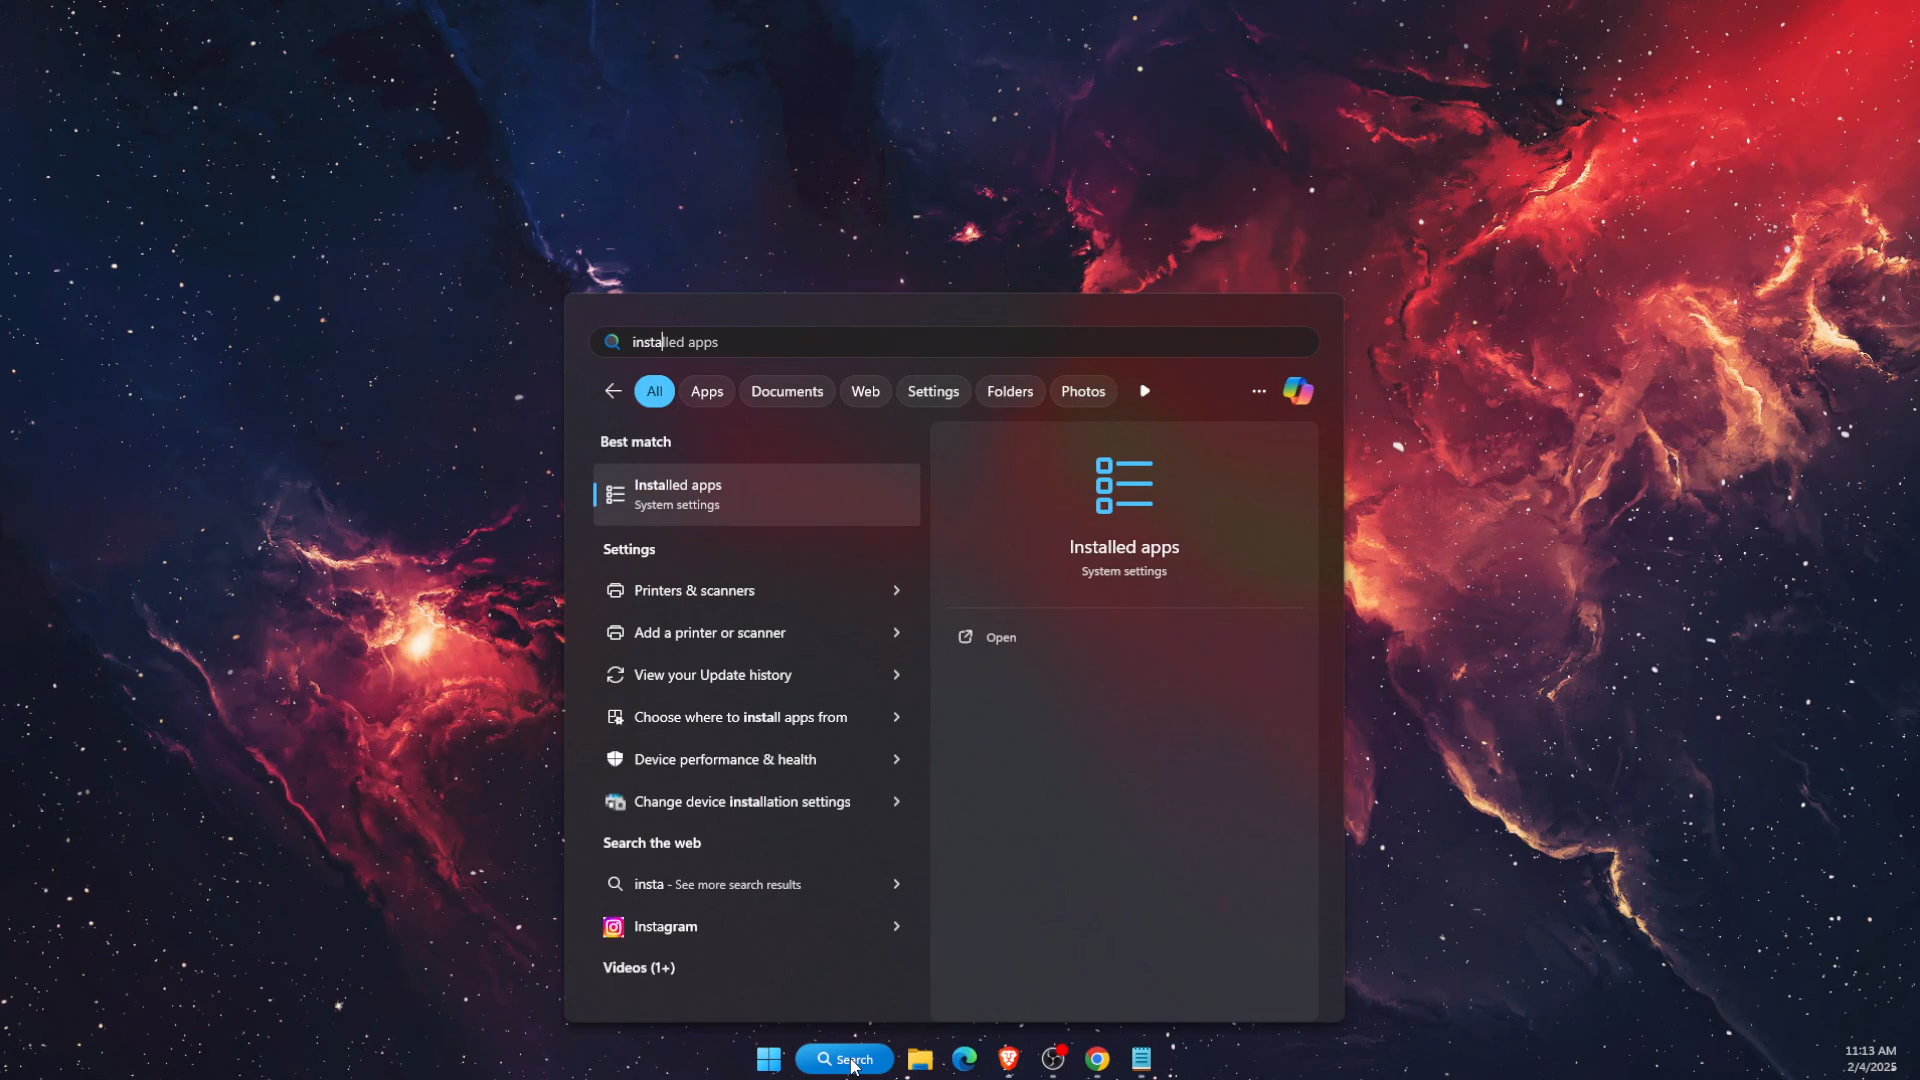 installed apps
All Apps Documents Web Settings Folders Photos
Best match
Installed apps
System settings
Settings
Printers & scanners
Add a printer or scanner
View your Update history
Choose where to install apps from
Device performance & health
Change device installation settings
Search the web
insta - See more search results
Instagram
Videos (1+)
Installed apps
System settings
Open
Search
11:13 AM
2/4/2025